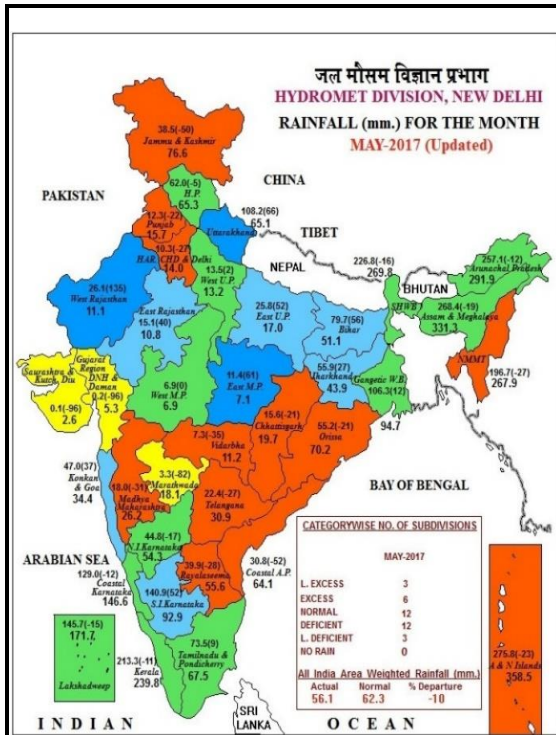 जल मौसम विज्ञान प्रभाग
HYDROMET DIVISION, NEW DELHI
RAINFALL (mm.) FOR THE MONTH
MAY-2017 (Updated)
38.5(-50)
Jammu & Kashmir
76.6
CHINA
62.0(-5)
H.P.
65.3
PAKISTAN
12.3(-22)
Punjab
15.7
108.2(66)
65.1
Uttarakhand
TIBET
10.3(-27)
HAR. CHD & Delhi
14.0
NEPAL
13.5(2)
West U.P.
13.2
226.8(-16)
269.8
BHUTAN
257.1(-12)
Arunachal Pradesh
291.9
26.1(135)
West Rajasthan
11.1
East Rajasthan
15.1(40)
10.8
25.8(52)
East U.P.
17.0
79.7(56)
Bihar
51.1
SHWB
268.4(-19)
Assam & Meghalaya
331.3
NMMT
196.7(-27)
267.9
Gujarat
Region
DNH &
Daman
0.2(-96)
5.3
Saurashtra &
Kutch, Diu
0.1(-96)
2.6
6.9(0)
West M.P.
6.9
11.4(61)
East M.P.
7.1
55.9(27)
Jharkhand
43.9
Gangetic W.B.
106.3(12)
94.7
15.6(-21)
Chhattisgarh
19.7
55.2(-21)
Orissa
70.2
7.3(-35)
Vidarbha
11.2
47.0(37)
Konkan
& Goa
34.4
18.0(-31)
Madhya
Maharashtra
26.2
3.3(-82)
Marathwada
18.1
22.4(-27)
Telangana
30.9
BAY OF BENGAL
ARABIAN SEA
44.8(-17)
N.I.Karnataka
54.3
39.9(-28)
Rayalaseema
55.6
30.8(-52)
Coastal A.P.
64.1
129.0(-12)
Coastal
Karnataka
146.6
140.9(52)
S.I.Karnataka
92.9
145.7(-15)
171.7
Lakshadweep
213.3(-11)
Kerala
239.8
73.5(9)
Tamilnadu &
Pondicherry
67.5
275.8(-23)
A & N Islands
358.5
CATEGORYWISE NO. OF SUBDIVISIONS
MAY-2017
L. EXCESS 3
EXCESS 6
NORMAL 12
DEFICIENT 12
L. DEFICIENT 3
NO RAIN 0
All India Area Weighted Rainfall (mm.)
Actual Normal % Departure
56.1 62.3 -10
SRI
LANKA
INDIAN OCEAN